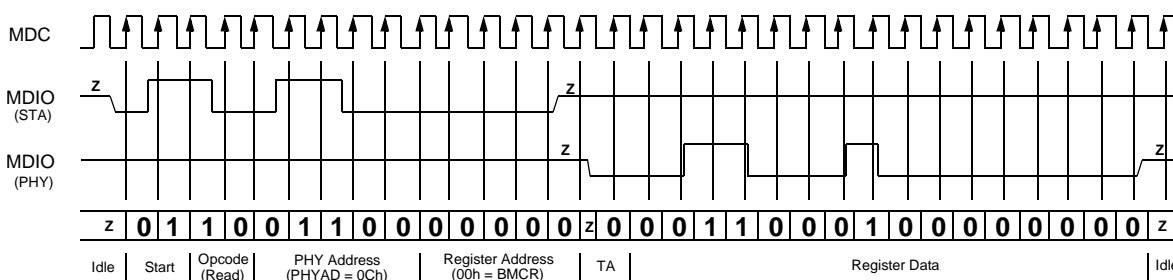 MDC
z
z
MDIO
(STA)
z
z
MDIO
(PHY)
z 0 1 1 0 0 1 1 0 0 0 0 0 0 0 z 0 0 0 1 1 0 0 0 1 0 0 0 0 0 0 0 0 z
Idle Start Opcode (Read) PHY Address (PHYAD = 0Ch) Register Address (00h = BMCR) TA Register Data Idle